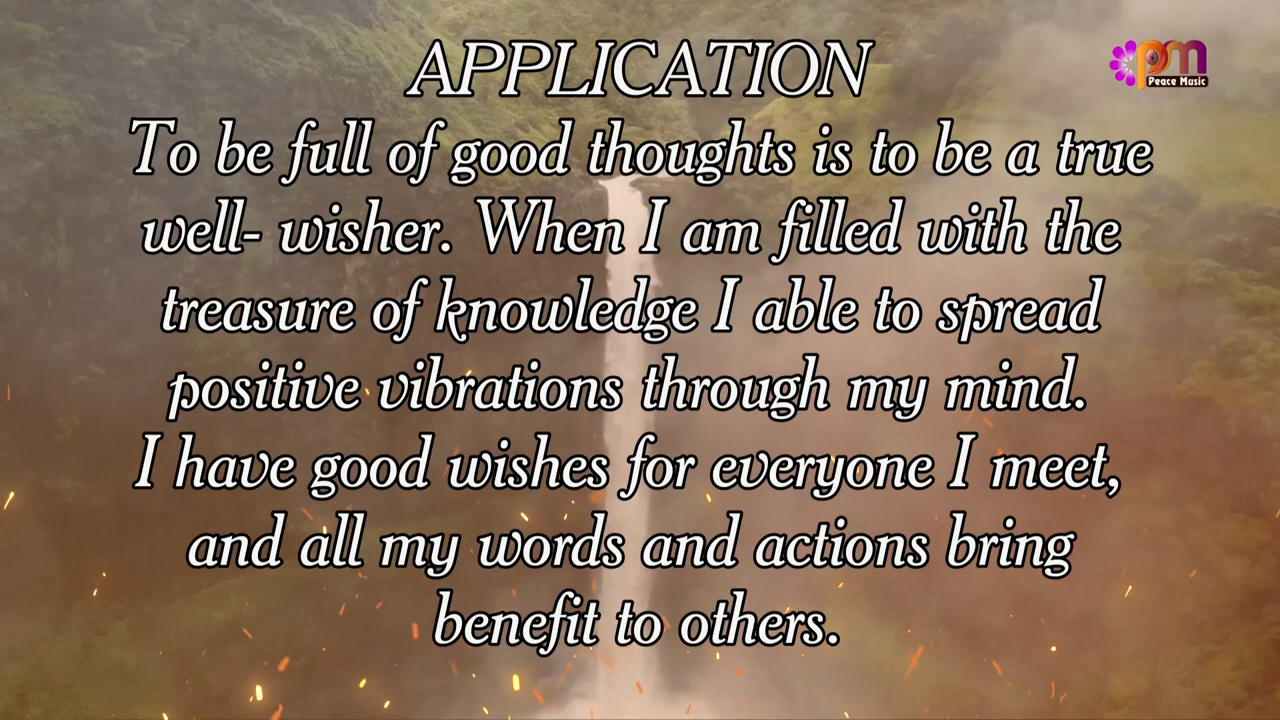 APPLICATION
pm
Peace Music
To be full of good thoughts is to be a true
well- wisher. When I am filled with the
treasure of knowledge I able to spread
positive vibrations through my mind.
I have good wishes for everyone I meet,
and all my words and actions bring
benefit to others.